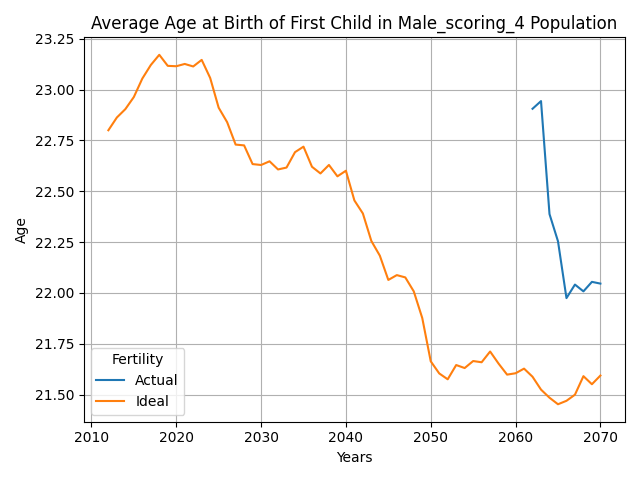 Average Age at Birth of First Child in Male_scoring_4 Population
23.25
23.00
22.75
22.50
22.25
22.00
21.75
21.50
Age
Fertility
Actual
Ideal
2010 2020 2030 2040 2050 2060 2070
Years